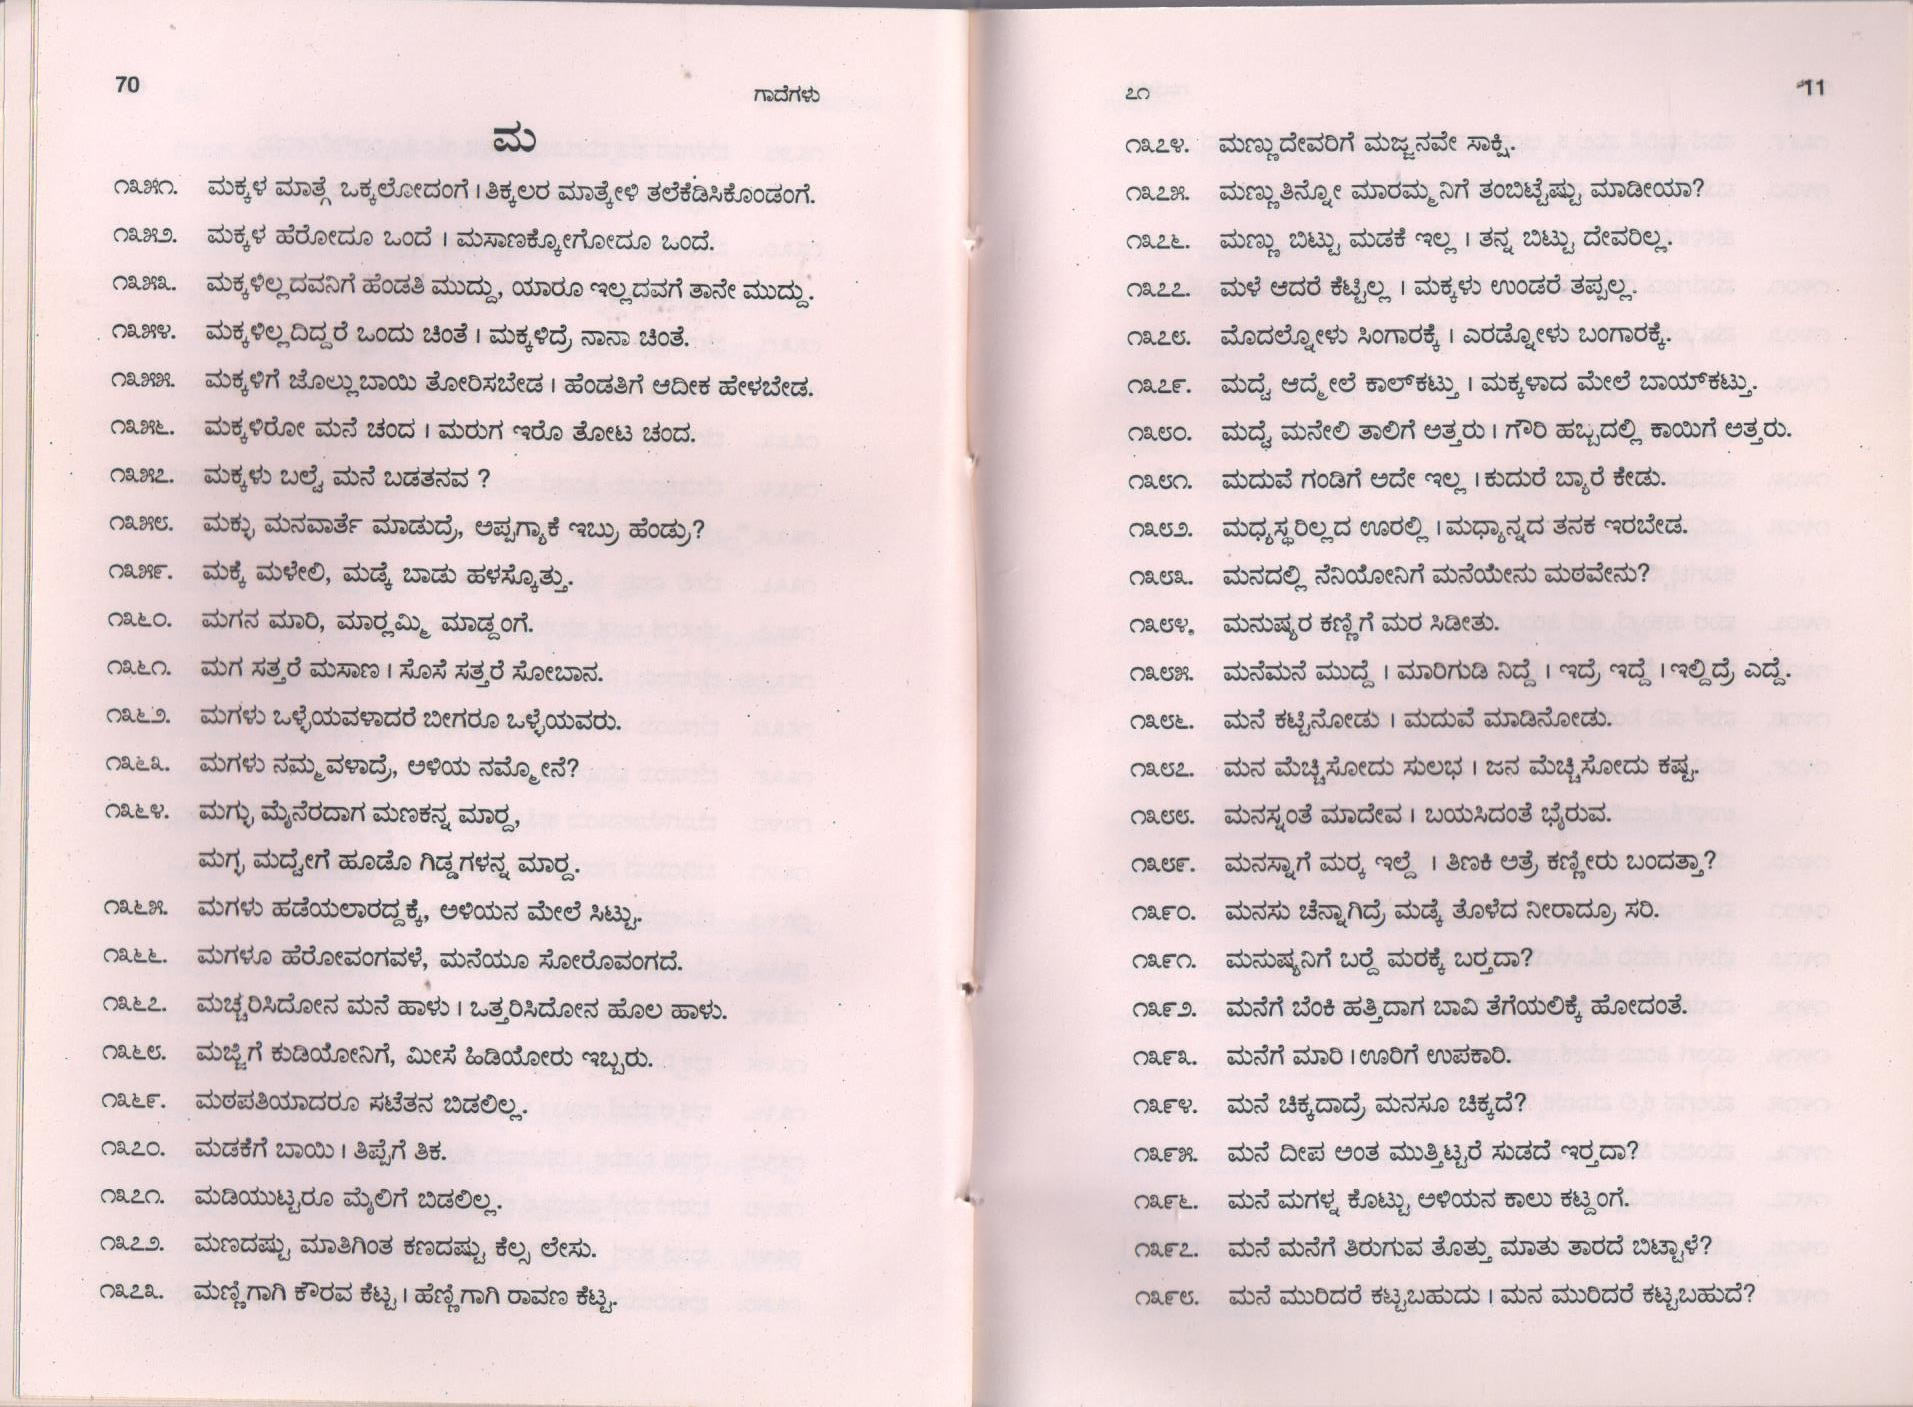 70
ಗಾದೆಗಳು
ಮ
೧೩೫೧. ಮಕ್ಕಳ ಮಾತ್ಗೆ ಒಕ್ಕಲೋದಂಗೆ । ತಿಕ್ಕಲರ ಮಾತ್ಕೇಳಿ ತಲೆಕೆಡಿಸಿಕೊಂಡಂಗೆ.
೧೩೫೨. ಮಕ್ಕಳ ಹೆರೋದೂ ಒಂದೆ । ಮಸಾಣಕ್ಕೋಗೋದೂ ಒಂದೆ.
೧೩೫೩. ಮಕ್ಕಳಿಲ್ಲದವನಿಗೆ ಹೆಂಡತಿ ಮುದ್ದು, ಯಾರೂ ಇಲ್ಲದವಗೆ ತಾನೇ ಮುದ್ದು.
೧೩೫೪. ಮಕ್ಕಳಿಲ್ಲದಿದ್ದರೆ ಒಂದು ಚಿಂತೆ । ಮಕ್ಕಳಿದ್ರೆ ನಾನಾ ಚಿಂತೆ.
೧೩೫೫. ಮಕ್ಕಳಿಗೆ ಜೊಲ್ಲುಬಾಯಿ ತೋರಿಸಬೇಡ । ಹೆಂಡತಿಗೆ ಆದೀಕ ಹೇಳಬೇಡ.
೧೩೫೬. ಮಕ್ಕಳಿರೋ ಮನೆ ಚಂದ । ಮರುಗ ಇರೊ ತೋಟ ಚಂದ.
೧೩೫೭. ಮಕ್ಕಳು ಬಲ್ವೆ ಮನೆ ಬಡತನವ ?
೧೩೫೮. ಮಕ್ಳು ಮನವಾರ್ತೆ ಮಾಡುದ್ರೆ, ಅಪ್ಪಗ್ಯಾಕೆ ಇಬ್ರು ಹೆಂಡ್ರು?
೧೩೫೯. ಮಕ್ಕೆ ಮಳೇಲಿ, ಮಡ್ಕೆ ಬಾಡು ಹಳಸ್ಕೊತ್ತು.
೧೩೬೦. ಮಗನ ಮಾರಿ, ಮಾರ‍್ಲಮ್ಮಿ ಮಾಡ್ದಂಗೆ.
೧೩೬೧. ಮಗ ಸತ್ತರೆ ಮಸಾಣ । ಸೊಸೆ ಸತ್ತರೆ ಸೋಬಾನ.
೧೩೬೨. ಮಗಳು ಒಳ್ಳೆಯವಳಾದರೆ ಬೀಗರೂ ಒಳ್ಳೆಯವರು.
೧೩೬೩. ಮಗಳು ನಮ್ಮವಳಾದ್ರೆ, ಅಳಿಯ ನಮ್ಮೋನೆ?
೧೩೬೪. ಮಗ್ಳು ಮೈನೆರದಾಗ ಮಣಕನ್ನ ಮಾರ‍್ದ,
ಮಗ್ಳ ಮದ್ವೇಗೆ ಹೂಡೊ ಗಿಡ್ಡಗಳನ್ನ ಮಾರ‍್ದ.
೧೩೬೫. ಮಗಳು ಹಡೆಯಲಾರದ್ದಕ್ಕೆ, ಅಳಿಯನ ಮೇಲೆ ಸಿಟ್ಟು.
೧೩೬೬. ಮಗಳೂ ಹೆರೋವಂಗವಳೆ, ಮನೆಯೂ ಸೋರೊವಂಗದೆ.
೧೩೬೭. ಮಚ್ಚರಿಸಿದೋನ ಮನೆ ಹಾಳು । ಒತ್ತರಿಸಿದೋನ ಹೊಲ ಹಾಳು.
೧೩೬೮. ಮಜ್ಜಿಗೆ ಕುಡಿಯೋನಿಗೆ, ಮೀಸೆ ಹಿಡಿಯೋರು ಇಬ್ಬರು.
೧೩೬೯. ಮಠಪತಿಯಾದರೂ ಸಟೆತನ ಬಿಡಲಿಲ್ಲ.
೧೩೭೦. ಮಡಕೆಗೆ ಬಾಯಿ । ತಿಪ್ಪೆಗೆ ತಿಕ.
೧೩೭೧. ಮಡಿಯುಟ್ಟರೂ ಮೈಲಿಗೆ ಬಿಡಲಿಲ್ಲ.
೧೩೭೨. ಮಣದಷ್ಟು ಮಾತಿಗಿಂತ ಕಣದಷ್ಟು ಕೆಲ್ಸ ಲೇಸು.
೧೩೭೩. ಮಣ್ಣಿಗಾಗಿ ಕೌರವ ಕೆಟ್ಟ । ಹೆಣ್ಣಿಗಾಗಿ ರಾವಣ ಕೆಟ್ಟ.
೭೧
11
೧೩೭೪. ಮಣ್ಣುದೇವರಿಗೆ ಮಜ್ಜನವೇ ಸಾಕ್ಷಿ.
೧೩೭೫. ಮಣ್ಣುತಿನ್ನೋ ಮಾರಮ್ಮನಿಗೆ ತಂಬಿಟ್ಟೆಷ್ಟು ಮಾಡೀಯಾ?
೧೩೭೬. ಮಣ್ಣು ಬಿಟ್ಟು ಮಡಕೆ ಇಲ್ಲ । ತನ್ನ ಬಿಟ್ಟು ದೇವರಿಲ್ಲ.
೧೩೭೭. ಮಳೆ ಆದರೆ ಕೆಟ್ಟಿಲ್ಲ । ಮಕ್ಕಳು ಉಂಡರೆ ತಪ್ಪಲ್ಲ.
೧೩೭೮. ಮೊದಲ್ನೋಳು ಸಿಂಗಾರಕ್ಕೆ । ಎರಡ್ನೋಳು ಬಂಗಾರಕ್ಕೆ.
೧೩೭೯. ಮದ್ವೆ ಆದ್ಮೇಲೆ ಕಾಲ್‌ಕಟ್ತು । ಮಕ್ಕಳಾದ ಮೇಲೆ ಬಾಯ್‌ಕಟ್ತು.
೧೩೮೦. ಮದ್ವೆ ಮನೇಲಿ ತಾಲಿಗೆ ಅತ್ತರು । ಗೌರಿ ಹಬ್ಬದಲ್ಲಿ ಕಾಯಿಗೆ ಅತ್ತರು.
೧೩೮೧. ಮದುವೆ ಗಂಡಿಗೆ ಅದೇ ಇಲ್ಲ । ಕುದುರೆ ಬ್ಯಾರೆ ಕೇಡು.
೧೩೮೨. ಮಧ್ಯಸ್ಥರಿಲ್ಲದ ಊರಲ್ಲಿ । ಮಧ್ಯಾನ್ನದ ತನಕ ಇರಬೇಡ.
೧೩೮೩. ಮನದಲ್ಲಿ ನೆನಿಯೋನಿಗೆ ಮನೆಯೇನು ಮಠವೇನು?
೧೩೮೪. ಮನುಷ್ಯರ ಕಣ್ಣಿಗೆ ಮರ ಸಿಡೀತು.
೧೩೮೫. ಮನೆಮನೆ ಮುದ್ದೆ । ಮಾರಿಗುಡಿ ನಿದ್ದೆ । ಇದ್ರೆ ಇದ್ದೆ । ಇಲ್ದಿದ್ರೆ ಎದ್ದೆ.
೧೩೮೬. ಮನೆ ಕಟ್ಟಿನೋಡು । ಮದುವೆ ಮಾಡಿನೋಡು.
೧೩೮೭. ಮನ ಮೆಚ್ಚಿಸೋದು ಸುಲಭ । ಜನ ಮೆಚ್ಚಿಸೋದು ಕಷ್ಟ.
೧೩೮೮. ಮನಸ್ನಂತೆ ಮಾದೇವ । ಬಯಸಿದಂತೆ ಭೈರುವ.
೧೩೮೯. ಮನಸ್ನಾಗೆ ಮರ‍್ಕ ಇಲ್ದೆ । ತಿಣಕಿ ಅತ್ರೆ ಕಣ್ಣೀರು ಬಂದತ್ತಾ?
೧೩೯೦. ಮನಸು ಚೆನ್ನಾಗಿದ್ರೆ ಮಡ್ಕೆ ತೊಳೆದ ನೀರಾದ್ರೂ ಸರಿ.
೧೩೯೧. ಮನುಷ್ಯನಿಗೆ ಬರ‍್ದೆ ಮರಕ್ಕೆ ಬರ‍್ತದಾ?
೧೩೯೨. ಮನೆಗೆ ಬೆಂಕಿ ಹತ್ತಿದಾಗ ಬಾವಿ ತೆಗೆಯಲಿಕ್ಕೆ ಹೋದಂತೆ.
೧೩೯೩. ಮನೆಗೆ ಮಾರಿ । ಊರಿಗೆ ಉಪಕಾರಿ.
೧೩೯೪. ಮನೆ ಚಿಕ್ಕದಾದ್ರೆ ಮನಸೂ ಚಿಕ್ಕದೆ?
೧೩೯೫. ಮನೆ ದೀಪ ಅಂತ ಮುತ್ತಿಟ್ಟರೆ ಸುಡದೆ ಇರ‍್ತದಾ?
೧೩೯೬. ಮನೆ ಮಗಳ್ನ ಕೊಟ್ಟು ಅಳಿಯನ ಕಾಲು ಕಟ್ದಂಗೆ.
೧೩೯೭. ಮನೆ ಮನೆಗೆ ತಿರುಗುವ ತೊತ್ತು ಮಾತು ತಾರದೆ ಬಿಟ್ಟಾಳೆ?
೧೩೯೮. ಮನೆ ಮುರಿದರೆ ಕಟ್ಟಬಹುದು । ಮನ ಮುರಿದರೆ ಕಟ್ಟಬಹುದೆ?